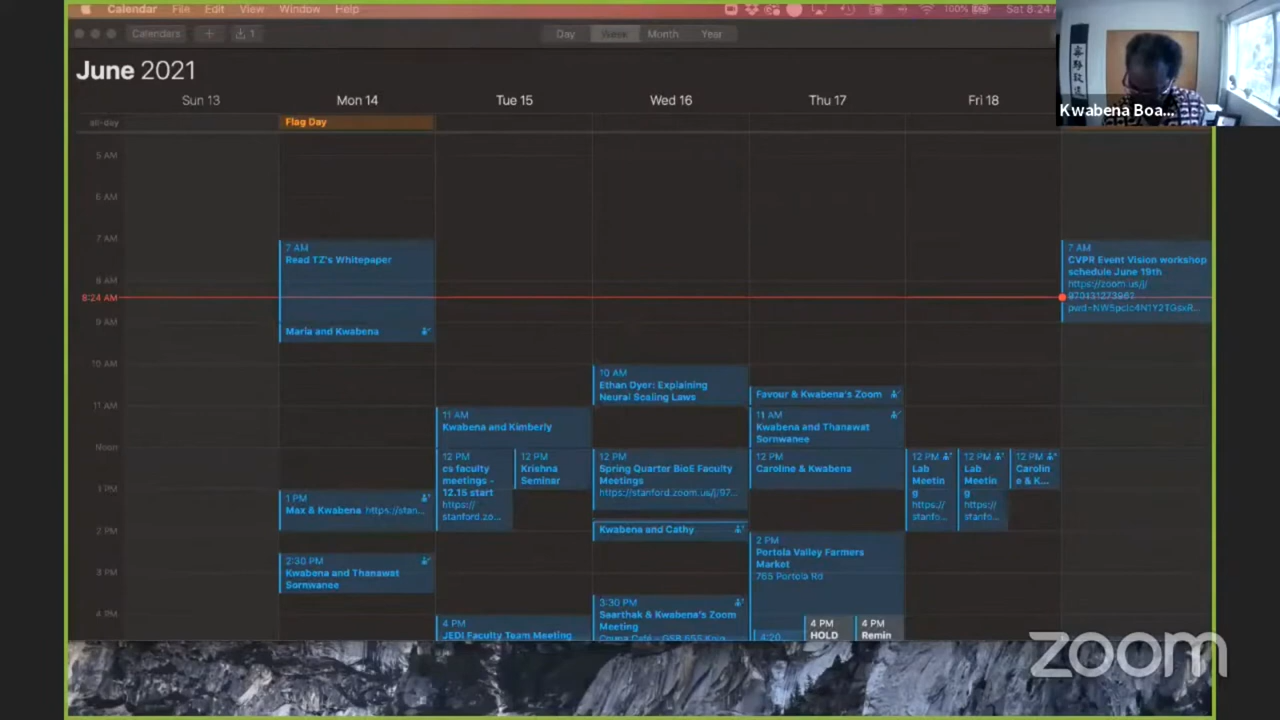 Calendar File Edit View Window Help 100% Sat 8:24
Calendars + 1 Day Week Month Year
June 2021
Sun 13 Mon 14 Tue 15 Wed 16 Thu 17 Fri 18
all-day Flag Day
5 AM
6 AM
7 AM
8 AM
8:24 AM
9 AM
10 AM
11 AM
Noon
1 PM
2 PM
3 PM
4 PM
7 AM
Read TZ's Whitepaper
Maria and Kwabena
1 PM
Max & Kwabena https://stan...
2:30 PM
Kwabena and Thanawat
Sornwanee
11 AM
Kwabena and Kimberly
12 PM
cs faculty
meetings -
12.15 start
https://
stanford.zo...
12 PM
Krishna
Seminar
4 PM
JEDI Faculty Team Meeting
10 AM
Ethan Dyer: Explaining
Neural Scaling Laws
12 PM
Spring Quarter BioE Faculty
Meetings
https://stanford.zoom.us/j/97...
Kwabena and Cathy
3:30 PM
Saarthak & Kwabena's Zoom
Meeting
Favour & Kwabena's Zoom
11 AM
Kwabena and Thanawat
Sornwanee
12 PM
Caroline & Kwabena
2 PM
Portola Valley Farmers
Market
765 Portola Rd
4:20
4 PM
HOLD
4 PM
Remin
12 PM
Lab
Meetin
g
https://
stanfo...
12 PM
Lab
Meetin
g
https://
stanfo...
12 PM
Carolin
e & K...
7 AM
CVPR Event Vision workshop
schedule June 19th
https://zoom.us/j/
Kwabena Boa...
zoom